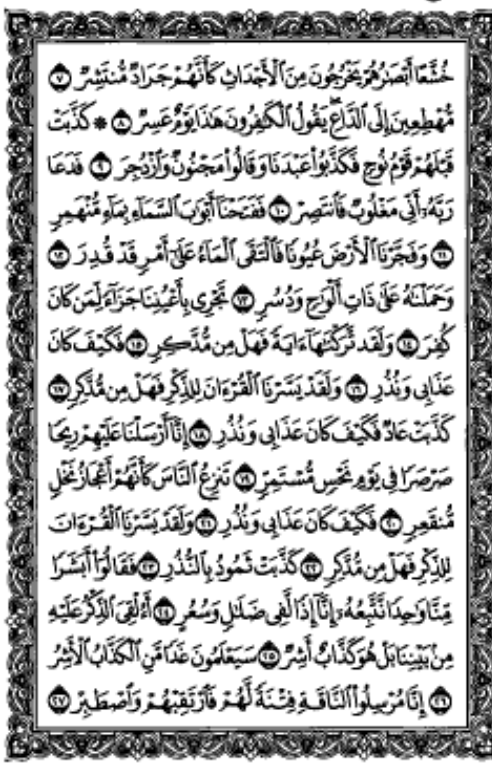 خُشَّعًا أَبْصَٰرُهُمْ يَخْرُجُونَ مِنَ ٱلْأَجْدَاثِ كَأَنَّهُمْ جَرَادٌ مُّنتَشِرٌ ٧
مُّهْطِعِينَ إِلَى ٱلدَّاعِ يَقُولُ ٱلْكَٰفِرُونَ هَٰذَا يَوْمٌ عَسِرٌ ٨ ۞ كَذَّبَتْ
قَبْلَهُمْ قَوْمُ نُوحٍ فَكَذَّبُوا۟ عَبْدَنَا وَقَالُوا۟ مَجْنُونٌ وَٱزْدُجِرَ ٩ فَدَعَا
رَبَّهُۥٓ أَنِّى مَغْلُوبٌ فَٱنتَصِرْ ١٠ فَفَتَحْنَآ أَبْوَٰبَ ٱلسَّمَآءِ بِمَآءٍ مُّنْهَمِرٍ
١١ وَفَجَّرْنَا ٱلْأَرْضَ عُيُونًا فَٱلْتَقَى ٱلْمَآءُ عَلَىٰٓ أَمْرٍ قَدْ قُدِرَ ١٢
وَحَمَلْنَٰهُ عَلَىٰ ذَاتِ أَلْوَٰحٍ وَدُسُرٍ ١٣ تَجْرِى بِأَعْيُنِنَا جَزَآءً لِّمَن كَانَ
كُفِرَ ١٤ وَلَقَد تَّرَكْنَٰهَآ ءَايَةً فَهَلْ مِن مُّدَّكِرٍ ١٥ فَكَيْفَ كَانَ
عَذَابِى وَنُذُرِ ١٦ وَلَقَدْ يَسَّرْنَا ٱلْقُرْءَانَ لِلذِّكْرِ فَهَلْ مِن مُّدَّكِرٍ ١٧
كَذَّبَتْ عَادٌ فَكَيْفَ كَانَ عَذَابِى وَنُذُرِ ١٨ إِنَّآ أَرْسَلْنَا عَلَيْهِمْ رِيحًا
صَرْصَرًا فِى يَوْمِ نَحْسٍ مُّسْتَمِرٍّ ١٩ تَنزِعُ ٱلنَّاسَ كَأَنَّهُمْ أَعْجَازُ نَخْلٍ
مُّنقَعِرٍ ٢٠ فَكَيْفَ كَانَ عَذَابِى وَنُذُرِ ٢١ وَلَقَدْ يَسَّرْنَا ٱلْقُرْءَانَ
لِلذِّكْرِ فَهَلْ مِن مُّدَّكِرٍ ٢٢ كَذَّبَتْ ثَمُودُ بِٱلنُّذُرِ ٢٣ فَقَالُوٓا۟ أَبَشَرًا
مِّنَّا وَٰحِدًا نَّتَّبِعُهُۥٓ إِنَّآ إِذًا لَّفِى ضَلَٰلٍ وَسُعُرٍ ٢٤ أَءُلْقِىَ ٱلذِّكْرُ عَلَيْهِ
مِنۢ بَيْنِنَا بَلْ هُوَ كَذَّابٌ أَشِرٌ ٢٥ سَيَعْلَمُونَ غَدًا مَّنِ ٱلْكَذَّابُ ٱلْأَشِرُ
٢٦ إِنَّا مُرْسِلُوا۟ ٱلنَّاقَةِ فِتْنَةً لَّهُمْ فَٱرْتَقِبْهُمْ وَٱصْطَبِرْ ٢٧